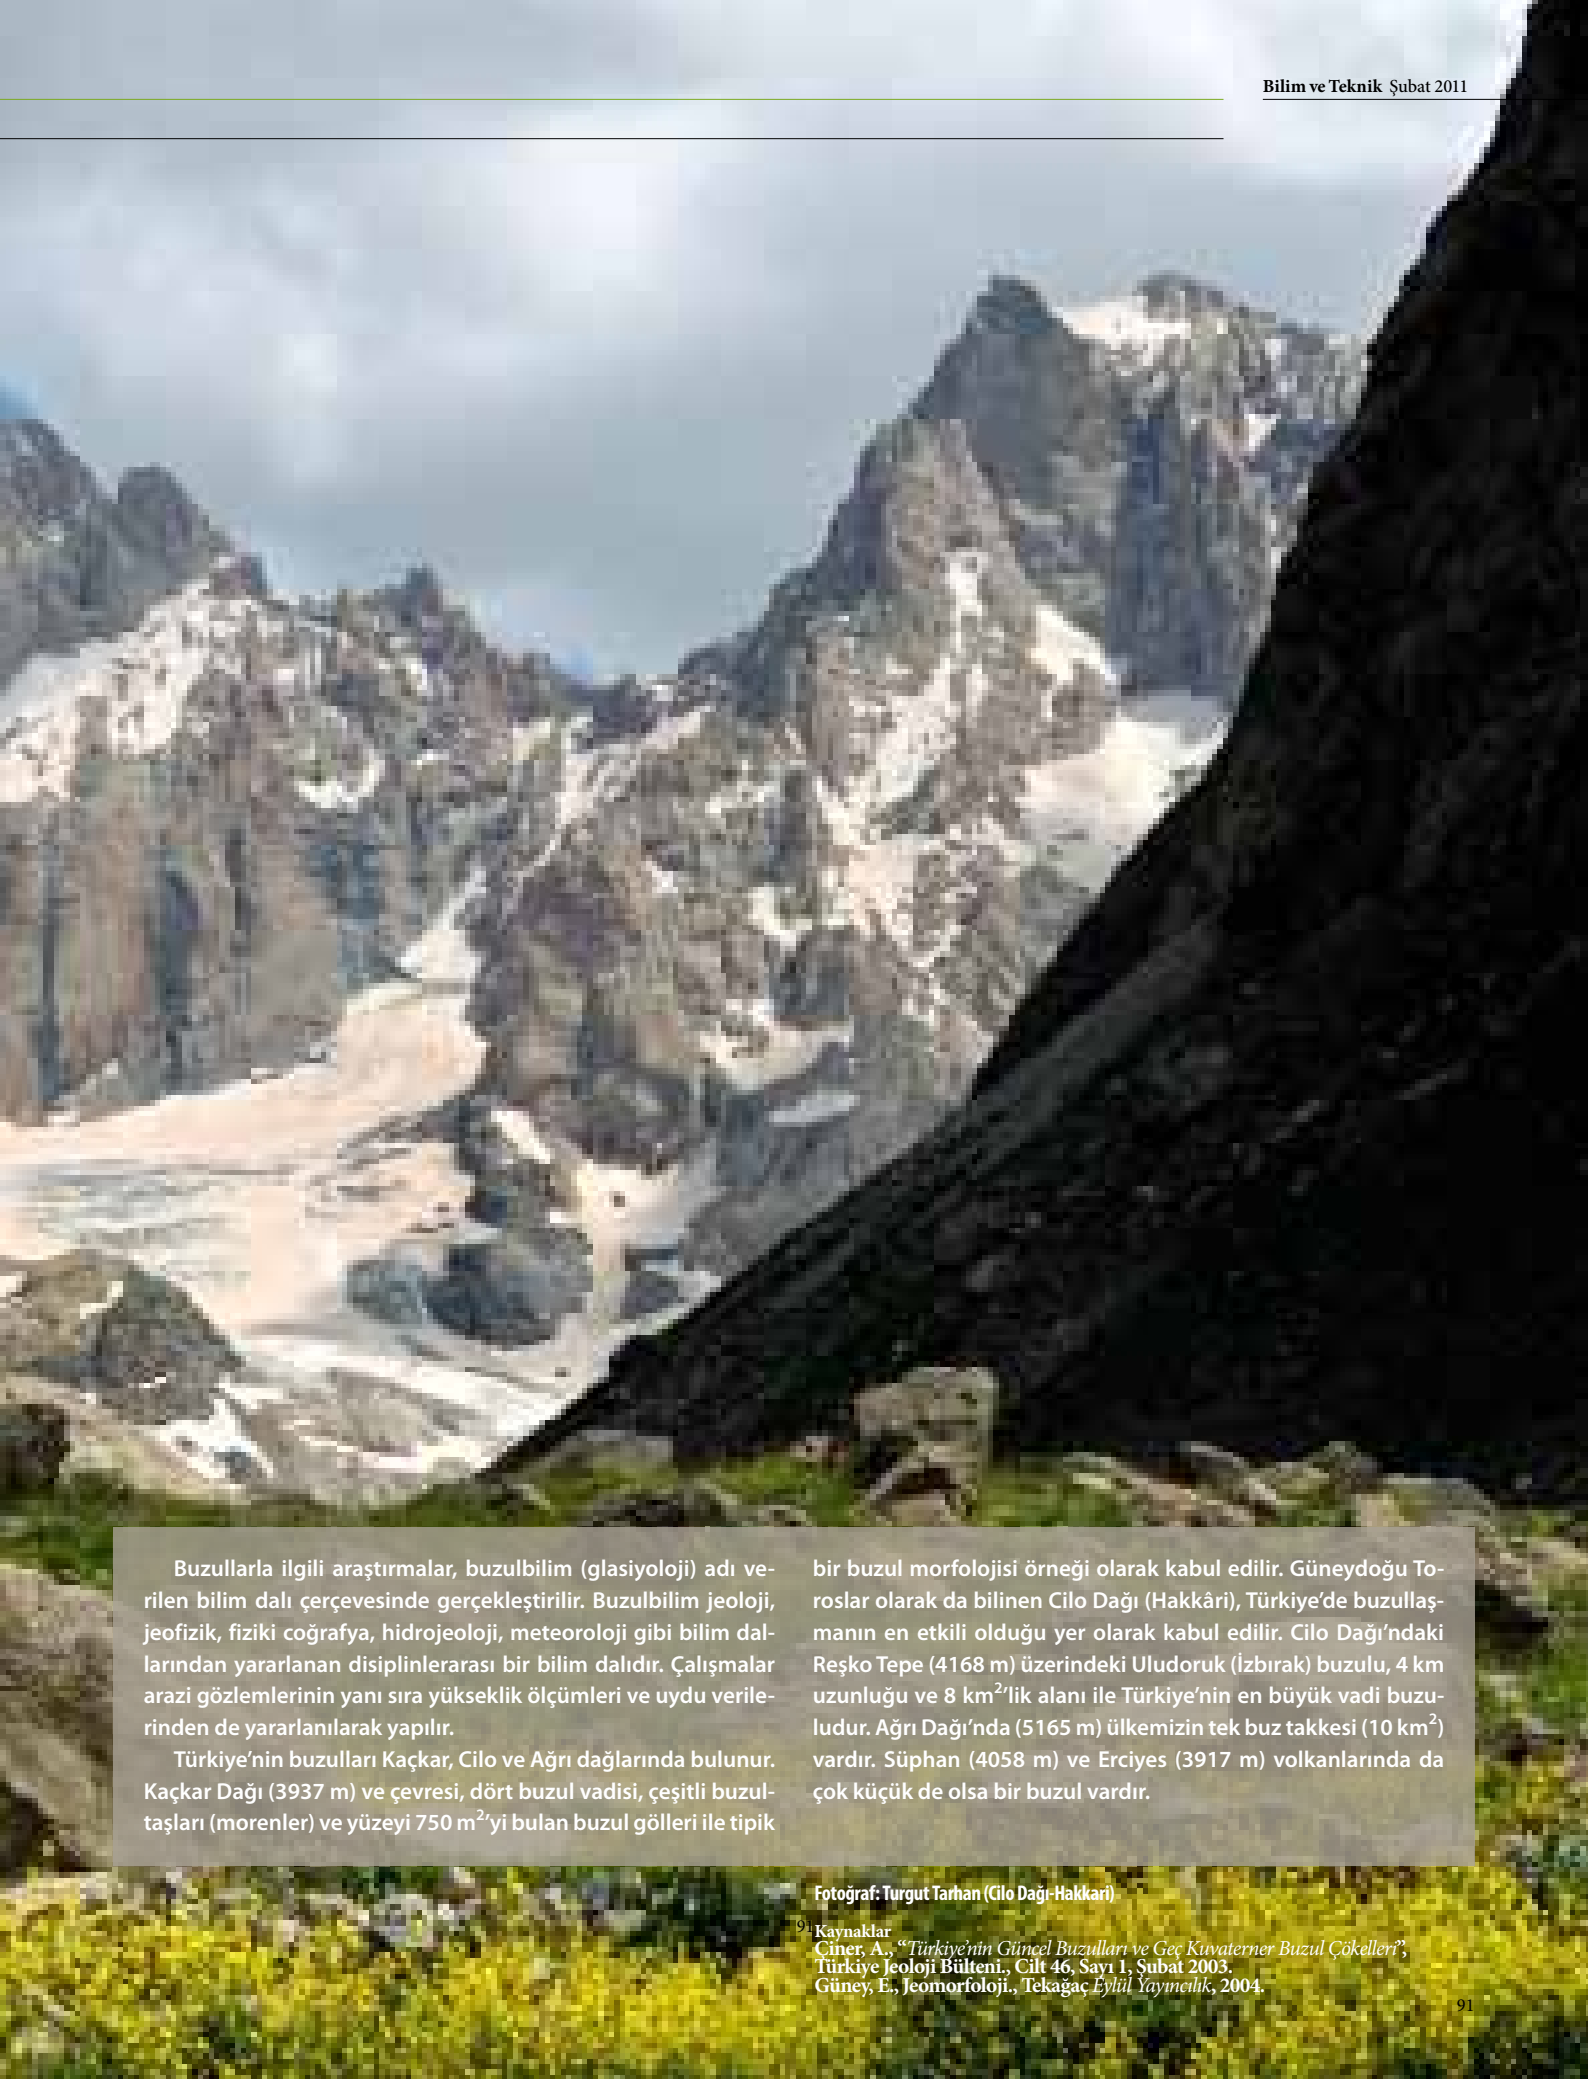 Bilim ve Teknik Şubat 2011
Buzullarla ilgili araştırmalar, buzulbilim (glasiyoloji) adı ve-
rilen bilim dalı çerçevesinde gerçekleştirilir. Buzulbilim jeoloji,
jeofizik, fiziki coğrafya, hidrojeoloji, meteoroloji gibi bilim dal-
larından yararlanan disiplinlerarası bir bilim dalıdır. Çalışmalar
arazi gözlemlerinin yanı sıra yükseklik ölçümleri ve uydu verile-
rinden de yararlanılarak yapılır.
Türkiye’nin buzulları Kaçkar, Cilo ve Ağrı dağlarında bulunur.
Kaçkar Dağı (3937 m) ve çevresi, dört buzul vadisi, çeşitli buzul-
taşları (morenler) ve yüzeyi 750 m²’yi bulan buzul gölleri ile tipik
bir buzul morfolojisi örneği olarak kabul edilir. Güneydoğu To-
roslar olarak da bilinen Cilo Dağı (Hakkâri), Türkiye’de buzullaş-
manın en etkili olduğu yer olarak kabul edilir. Cilo Dağı’ndaki
Reşko Tepe (4168 m) üzerindeki Uludoruk (İzbırak) buzulu, 4 km
uzunluğu ve 8 km²’lik alanı ile Türkiye’nin en büyük vadi buzu-
ludur. Ağrı Dağı’nda (5165 m) ülkemizin tek buz takkesi (10 km²)
vardır. Süphan (4058 m) ve Erciyes (3917 m) volkanlarında da
çok küçük de olsa bir buzul vardır.
Fotoğraf: Turgut Tarhan (Cilo Dağı-Hakkari)
91
Kaynaklar
Çiner, A., “Türkiye’nin Güncel Buzulları ve Geç Kuvaterner Buzul Çökelleri”,
Türkiye Jeoloji Bülteni., Cilt 46, Sayı 1, Şubat 2003.
Güney, E., Jeomorfoloji., Tekağaç Eylül Yayıncılık, 2004.
91